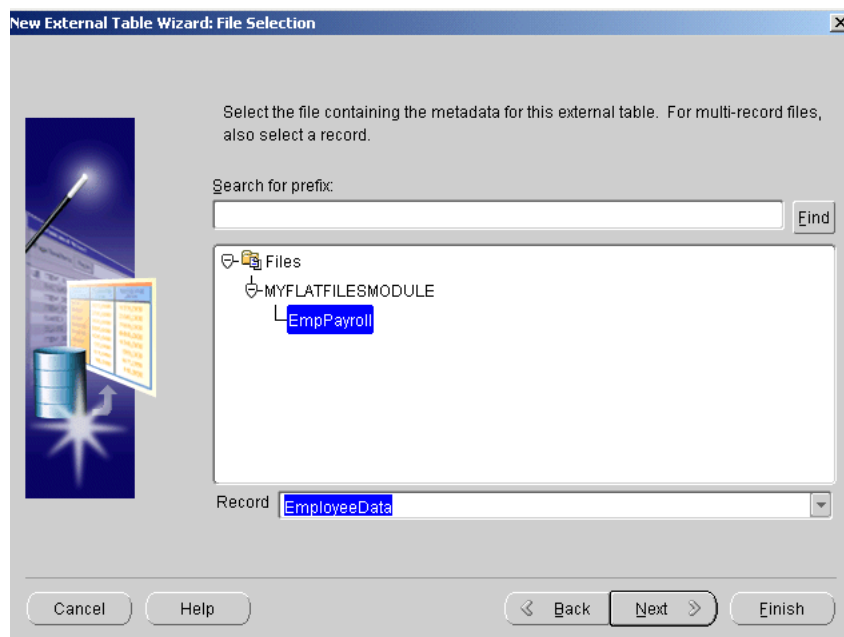 New External Table Wizard: File Selection
Select the file containing the metadata for this external table. For multi-record files,
also select a record.
Search for prefix:
Find
Files
MYFLATFILESMODULE
EmpPayroll
Record EmployeeData
Cancel Help Back Next Finish